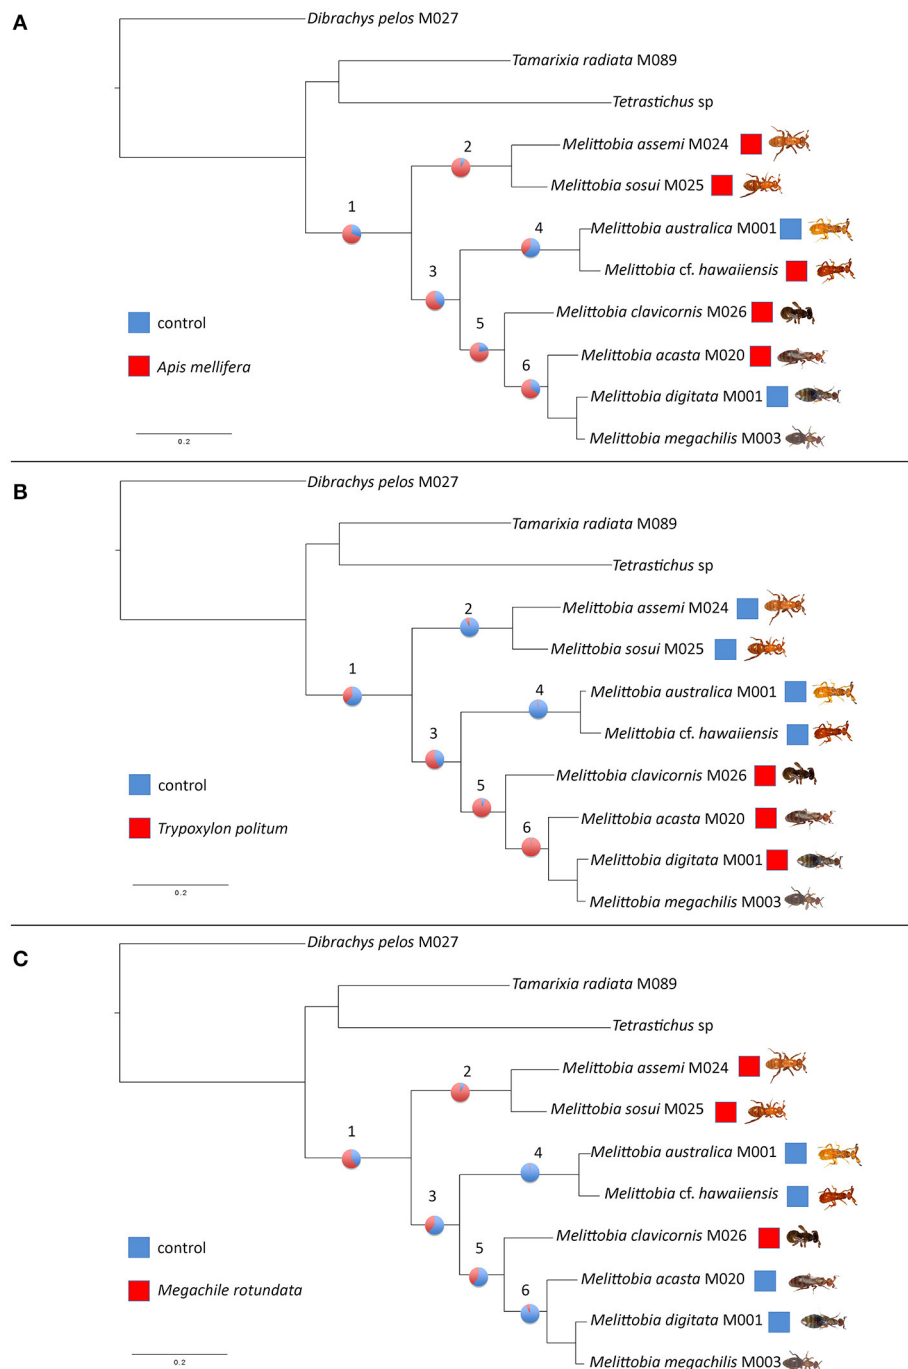 A
Dibrachys pelos M027
Tamarixia radiata M089
Tetrastichus sp
2
Melittobia assemi M024
Melittobia sosui M025
1
4
Melittobia australica M001
Melittobia cf. hawaiiensis
3
Melittobia clavicornis M026
control
5
Melittobia acasta M020
Apis mellifera
6
Melittobia digitata M001
Melittobia megachilis M003
0.2
B
Dibrachys pelos M027
Tamarixia radiata M089
Tetrastichus sp
2
Melittobia assemi M024
Melittobia sosui M025
1
4
Melittobia australica M001
Melittobia cf. hawaiiensis
3
Melittobia clavicornis M026
control
5
Melittobia acasta M020
Trypoxylon politum
6
Melittobia digitata M001
Melittobia megachilis M003
0.2
C
Dibrachys pelos M027
Tamarixia radiata M089
Tetrastichus sp
2
Melittobia assemi M024
Melittobia sosui M025
1
4
Melittobia australica M001
Melittobia cf. hawaiiensis
3
Melittobia clavicornis M026
control
5
Melittobia acasta M020
Megachile rotundata
6
Melittobia digitata M001
Melittobia megachilis M003
0.2